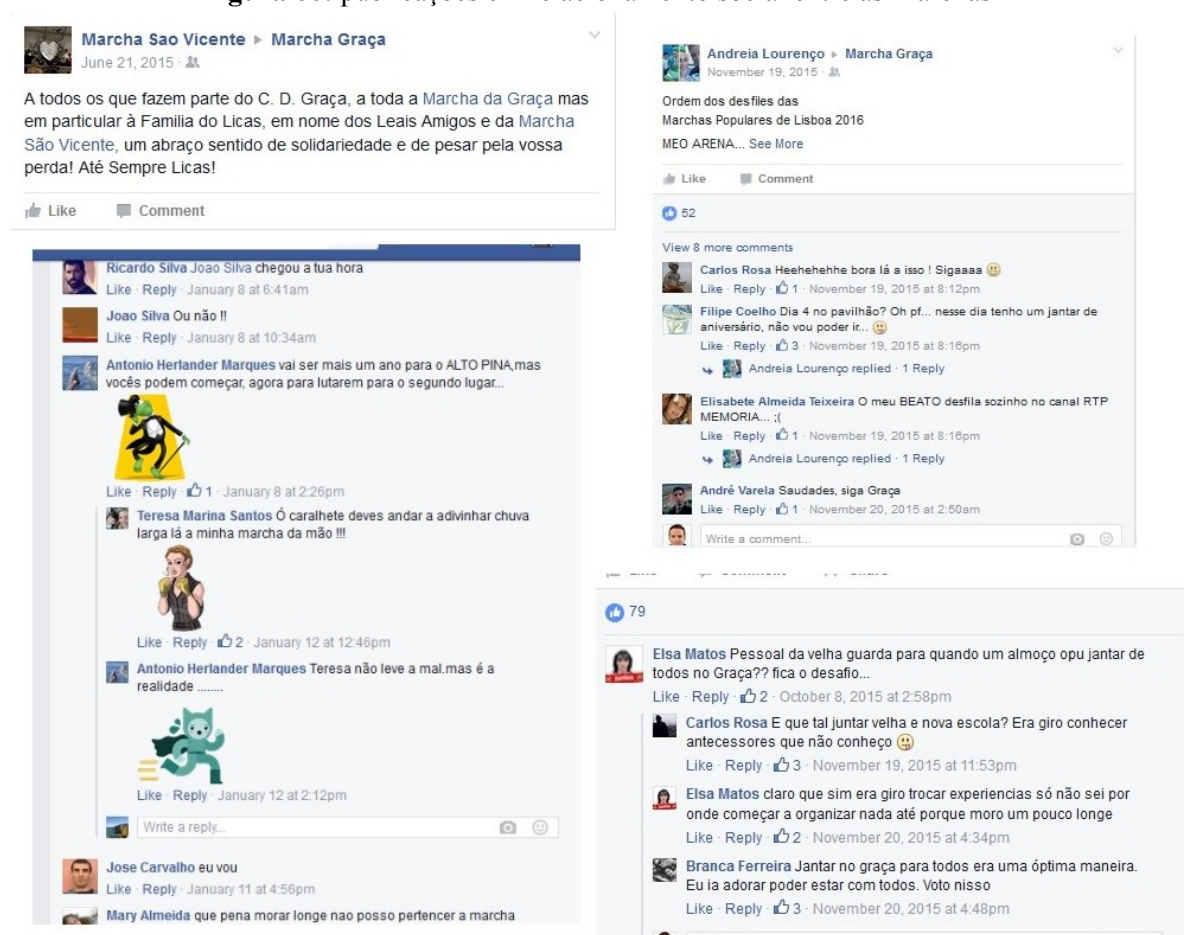 Marcha Sao Vicente ▸ Marcha Graça
June 21, 2015 ·
A todos os que fazem parte do C. D. Graça, a toda a Marcha da Graça mas
em particular à Familia do Licas, em nome dos Leais Amigos e da Marcha
São Vicente, um abraço sentido de solidariedade e de pesar pela vossa
perda! Até Sempre Licas!
Like Comment
Ricardo Silva Joao Silva chegou a tua hora
Like · Reply · January 8 at 6:41am
Joao Silva Ou não !!
Like · Reply · January 8 at 10:34am
Antonio Herlander Marques vai ser mais um ano para o ALTO PINA,mas
vocês podem começar, agora para lutarem para o segundo lugar...
Like · Reply · 1 · January 8 at 2:26pm
Teresa Marina Santos Ó caralhete deves andar a adivinhar chuva
larga lá a minha marcha da mão !!!
Like · Reply · 2 · January 12 at 12:46pm
Antonio Herlander Marques Teresa não leve a mal.mas é a
realidade ........
Like · Reply · January 12 at 2:12pm
Write a reply...
Jose Carvalho eu vou
Like · Reply · January 11 at 4:56pm
Mary Almeida que pena morar longe nao posso pertencer a marcha
Andreia Lourenço ▸ Marcha Graça
November 19, 2015 ·
Ordem dos desfiles das
Marchas Populares de Lisboa 2016
MEO ARENA... See More
Like Comment
52
View 8 more comments
Carlos Rosa Heehehehhe bora lá a isso ! Sigaaaa
Like · Reply · 1 · November 19, 2015 at 8:12pm
Filipe Coelho Dia 4 no pavilhão? Oh pf... nesse dia tenho um jantar de
aniversário, não vou poder ir...
Like · Reply · 3 · November 19, 2015 at 8:16pm
Andreia Lourenço replied · 1 Reply
Elisabete Almeida Teixeira O meu BEATO desfila sozinho no canal RTP
MEMORIA... ;(
Like · Reply · 1 · November 19, 2015 at 8:16pm
Andreia Lourenço replied · 1 Reply
André Varela Saudades, siga Graça
Like · Reply · 1 · November 20, 2015 at 2:50am
Write a comment...
79
Elsa Matos Pessoal da velha guarda para quando um almoço opu jantar de
todos no Graça?? fica o desafio...
Like · Reply · 2 · October 8, 2015 at 2:58pm
Carlos Rosa E que tal juntar velha e nova escola? Era giro conhecer
antecessores que não conheço
Like · Reply · 3 · November 19, 2015 at 11:53pm
Elsa Matos claro que sim era giro trocar experiencias só não sei por
onde começar a organizar nada até porque moro um pouco longe
Like · Reply · 2 · November 20, 2015 at 4:34pm
Branca Ferreira Jantar no graça para todos era uma óptima maneira.
Eu ia adorar poder estar com todos. Voto nisso
Like · Reply · 3 · November 20, 2015 at 4:48pm